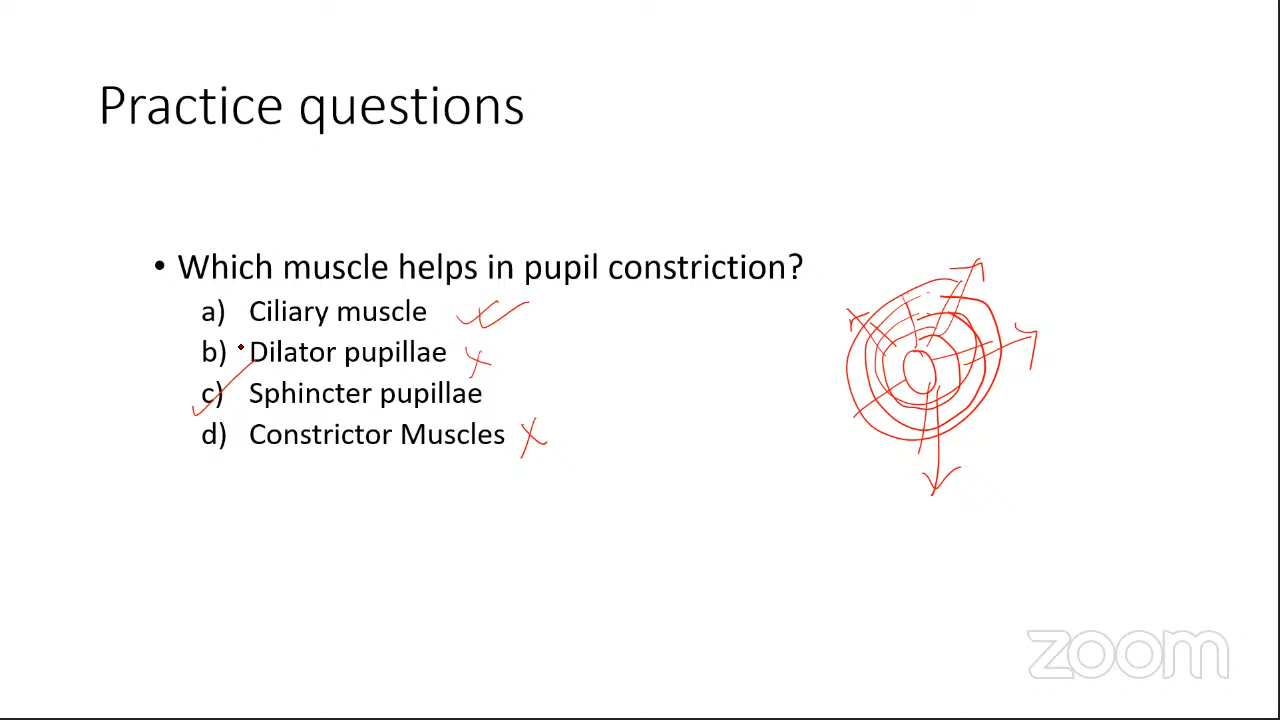 Practice questions
• Which muscle helps in pupil constriction?
a) Ciliary muscle
b) Dilator pupillae
c) Sphincter pupillae
d) Constrictor Muscles
zoom